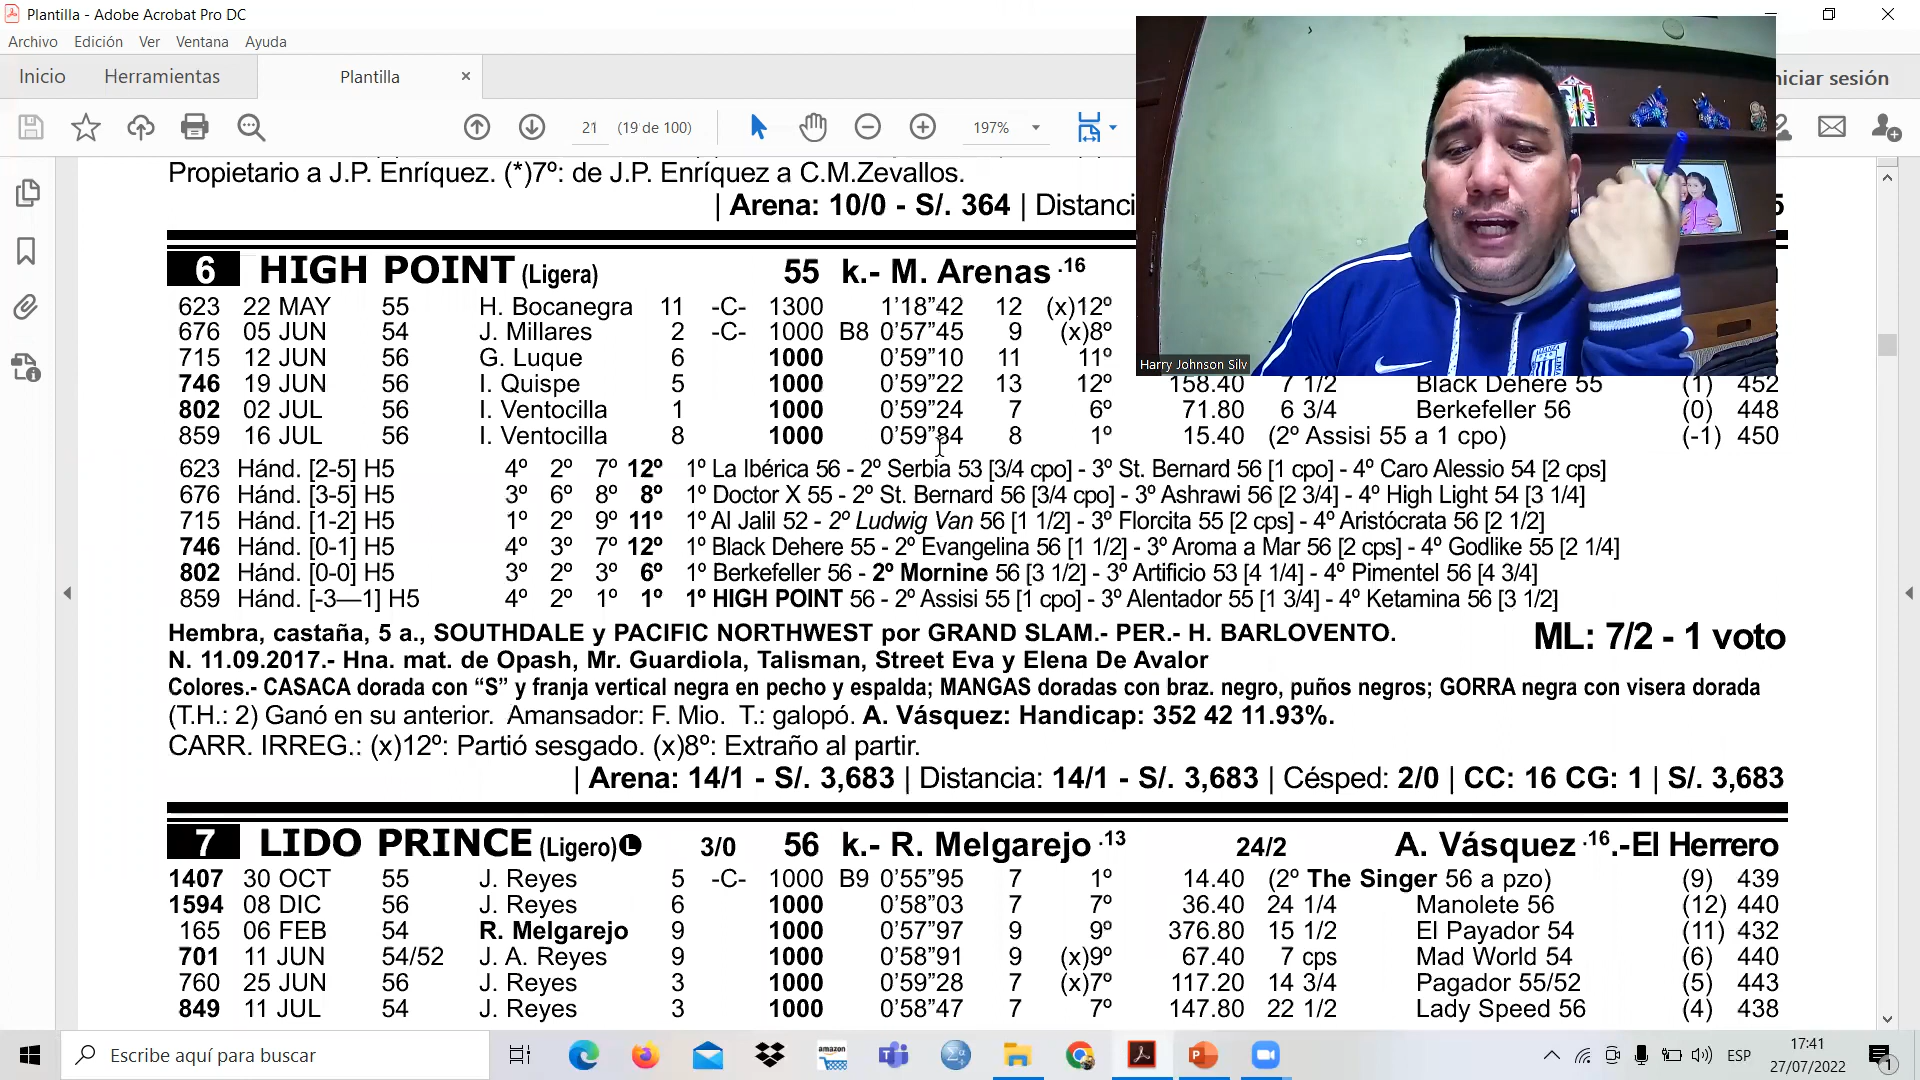 Plantilla - Adobe Acrobat Pro DC
Archivo Edición Ver Ventana Ayuda
Inicio Herramientas Plantilla × niciar sesión
21 (19 de 100) 197%
Propietario a J.P. Enríquez. (*)7º: de J.P. Enríquez a C.M.Zevallos.
| Arena: 10/0 - S/. 364 | Distancia
6 HIGH POINT (Ligera) 55 k.- M. Arenas .16
623 22 MAY 55 H. Bocanegra 11 -C- 1300 1'18"42 12 (x)12º
676 05 JUN 54 J. Millares 2 -C- 1000 B8 0'57"45 9 (x)8º
715 12 JUN 56 G. Luque 6 1000 0'59"10 11 11º
Harry Johnson Silv
746 19 JUN 56 I. Quispe 5 1000 0'59"22 13 12º 158.40 7 1/2 Black Dehere 55 (1) 452
802 02 JUL 56 I. Ventocilla 1 1000 0'59"24 7 6º 71.80 6 3/4 Berkefeller 56 (0) 448
859 16 JUL 56 I. Ventocilla 8 1000 0'59"84 8 1º 15.40 (2º Assisi 55 a 1 cpo) (-1) 450
623 Hánd. [2-5] H5 4º 2º 7º 12º 1º La Ibérica 56 - 2º Serbia 53 [3/4 cpo] - 3º St. Bernard 56 [1 cpo] - 4º Caro Alessio 54 [2 cps]
676 Hánd. [3-5] H5 3º 6º 8º 8º 1º Doctor X 55 - 2º St. Bernard 56 [3/4 cpo] - 3º Ashrawi 56 [2 3/4] - 4º High Light 54 [3 1/4]
715 Hánd. [1-2] H5 1º 2º 9º 11º 1º Al Jalil 52 - 2º Ludwig Van 56 [1 1/2] - 3º Florcita 55 [2 cps] - 4º Aristócrata 56 [2 1/2]
746 Hánd. [0-1] H5 4º 3º 7º 12º 1º Black Dehere 55 - 2º Evangelina 56 [1 1/2] - 3º Aroma a Mar 56 [2 cps] - 4º Godlike 55 [2 1/4]
802 Hánd. [0-0] H5 3º 2º 3º 6º 1º Berkefeller 56 - 2º Mornine 56 [3 1/2] - 3º Artificio 53 [4 1/4] - 4º Pimentel 56 [4 3/4]
859 Hánd. [-3—1] H5 4º 2º 1º 1º 1º HIGH POINT 56 - 2º Assisi 55 [1 cpo] - 3º Alentador 55 [1 3/4] - 4º Ketamina 56 [3 1/2]
Hembra, castaña, 5 a., SOUTHDALE y PACIFIC NORTHWEST por GRAND SLAM.- PER.- H. BARLOVENTO. ML: 7/2 - 1 voto
N. 11.09.2017.- Hna. mat. de Opash, Mr. Guardiola, Talisman, Street Eva y Elena De Avalor
Colores.- CASACA dorada con “S” y franja vertical negra en pecho y espalda; MANGAS doradas con braz. negro, puños negros; GORRA negra con visera dorada
(T.H.: 2) Ganó en su anterior. Amansador: F. Mio. T.: galopó. A. Vásquez: Handicap: 352 42 11.93%.
CARR. IRREG.: (x)12º: Partió sesgado. (x)8º: Extraño al partir.
| Arena: 14/1 - S/. 3,683 | Distancia: 14/1 - S/. 3,683 | Césped: 2/0 | CC: 16 CG: 1 | S/. 3,683
7 LIDO PRINCE (Ligero) L 3/0 56 k.- R. Melgarejo .13 24/2 A. Vásquez .16.-El Herrero
1407 30 OCT 55 J. Reyes 5 -C- 1000 B9 0'55"95 7 1º 14.40 (2º The Singer 56 a pzo) (9) 439
1594 08 DIC 56 J. Reyes 6 1000 0'58"03 7 7º 36.40 24 1/4 Manolete 56 (12) 440
165 06 FEB 54 R. Melgarejo 9 1000 0'57"97 9 9º 376.80 15 1/2 El Payador 54 (11) 432
701 11 JUN 54/52 J. A. Reyes 9 1000 0'58"91 9 (x)9º 67.40 7 cps Mad World 54 (6) 440
760 25 JUN 56 J. Reyes 3 1000 0'59"28 7 (x)7º 117.20 14 3/4 Pagador 55/52 (5) 443
849 11 JUL 54 J. Reyes 3 1000 0'58"47 7 7º 147.80 22 1/2 Lady Speed 56 (4) 438
Escribe aquí para buscar amazon ESP 17:41
27/07/2022 1